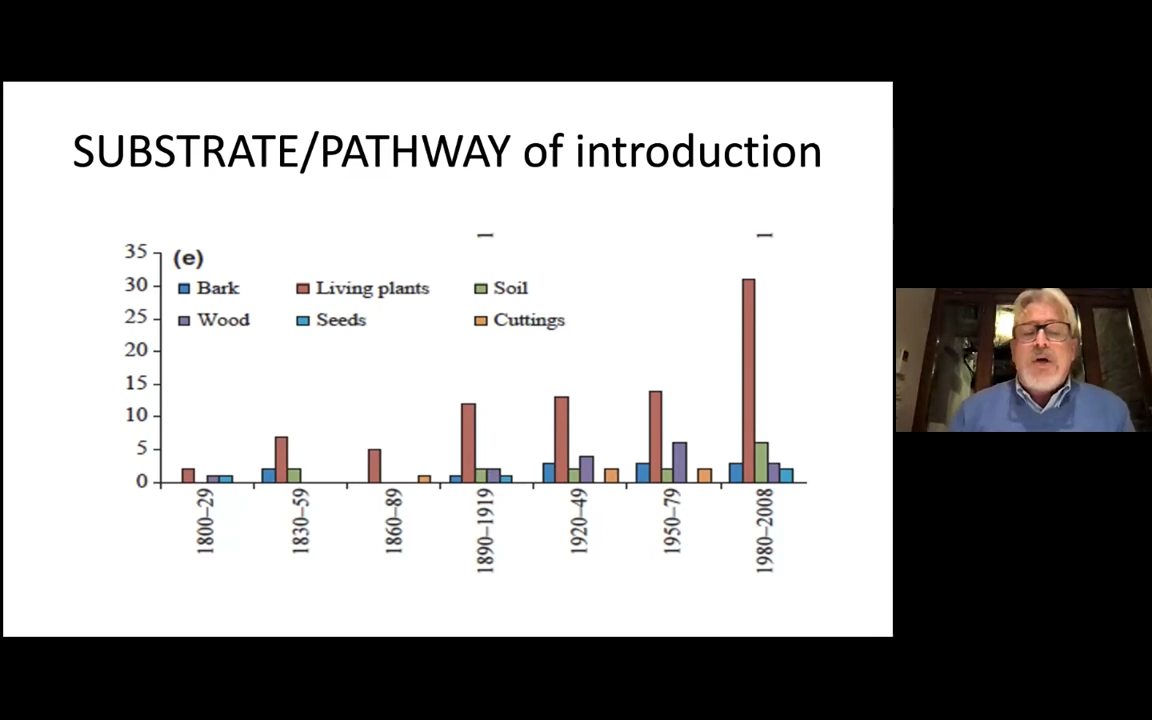 SUBSTRATE/PATHWAY of introduction
(e)
Bark Living plants Soil
Wood Seeds Cuttings
35
30
25
20
15
10
5
0
1800–29 1830–59 1860–89 1890–1919 1920–49 1950–79 1980–2008